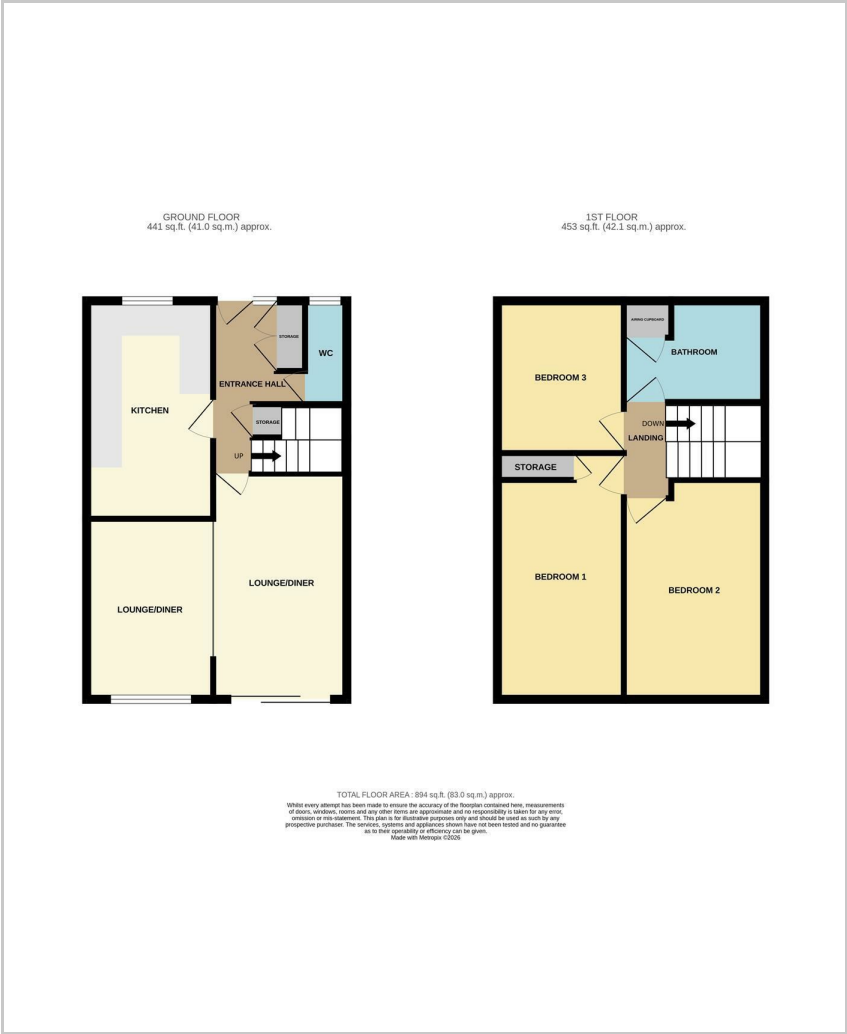 GROUND FLOOR
441 sq.ft. (41.0 sq.m.) approx.
1ST FLOOR
453 sq.ft. (42.1 sq.m.) approx.
STORAGE
WC
ENTRANCE HALL
KITCHEN
STORAGE
UP
LOUNGE/DINER
LOUNGE/DINER
AIRING CUPBOARD
BATHROOM
BEDROOM 3
DOWN
LANDING
STORAGE
BEDROOM 1
BEDROOM 2
TOTAL FLOOR AREA : 894 sq.ft. (83.0 sq.m.) approx.
Whilst every attempt has been made to ensure the accuracy of the floorplan contained here, measurements
of doors, windows, rooms and any other items are approximate and no responsibility is taken for any error,
omission or mis-statement. This plan is for illustrative purposes only and should be used as such by any
prospective purchaser. The services, systems and appliances shown have not been tested and no guarantee
as to their operability or efficiency can be given.
Made with Metropix ©2026